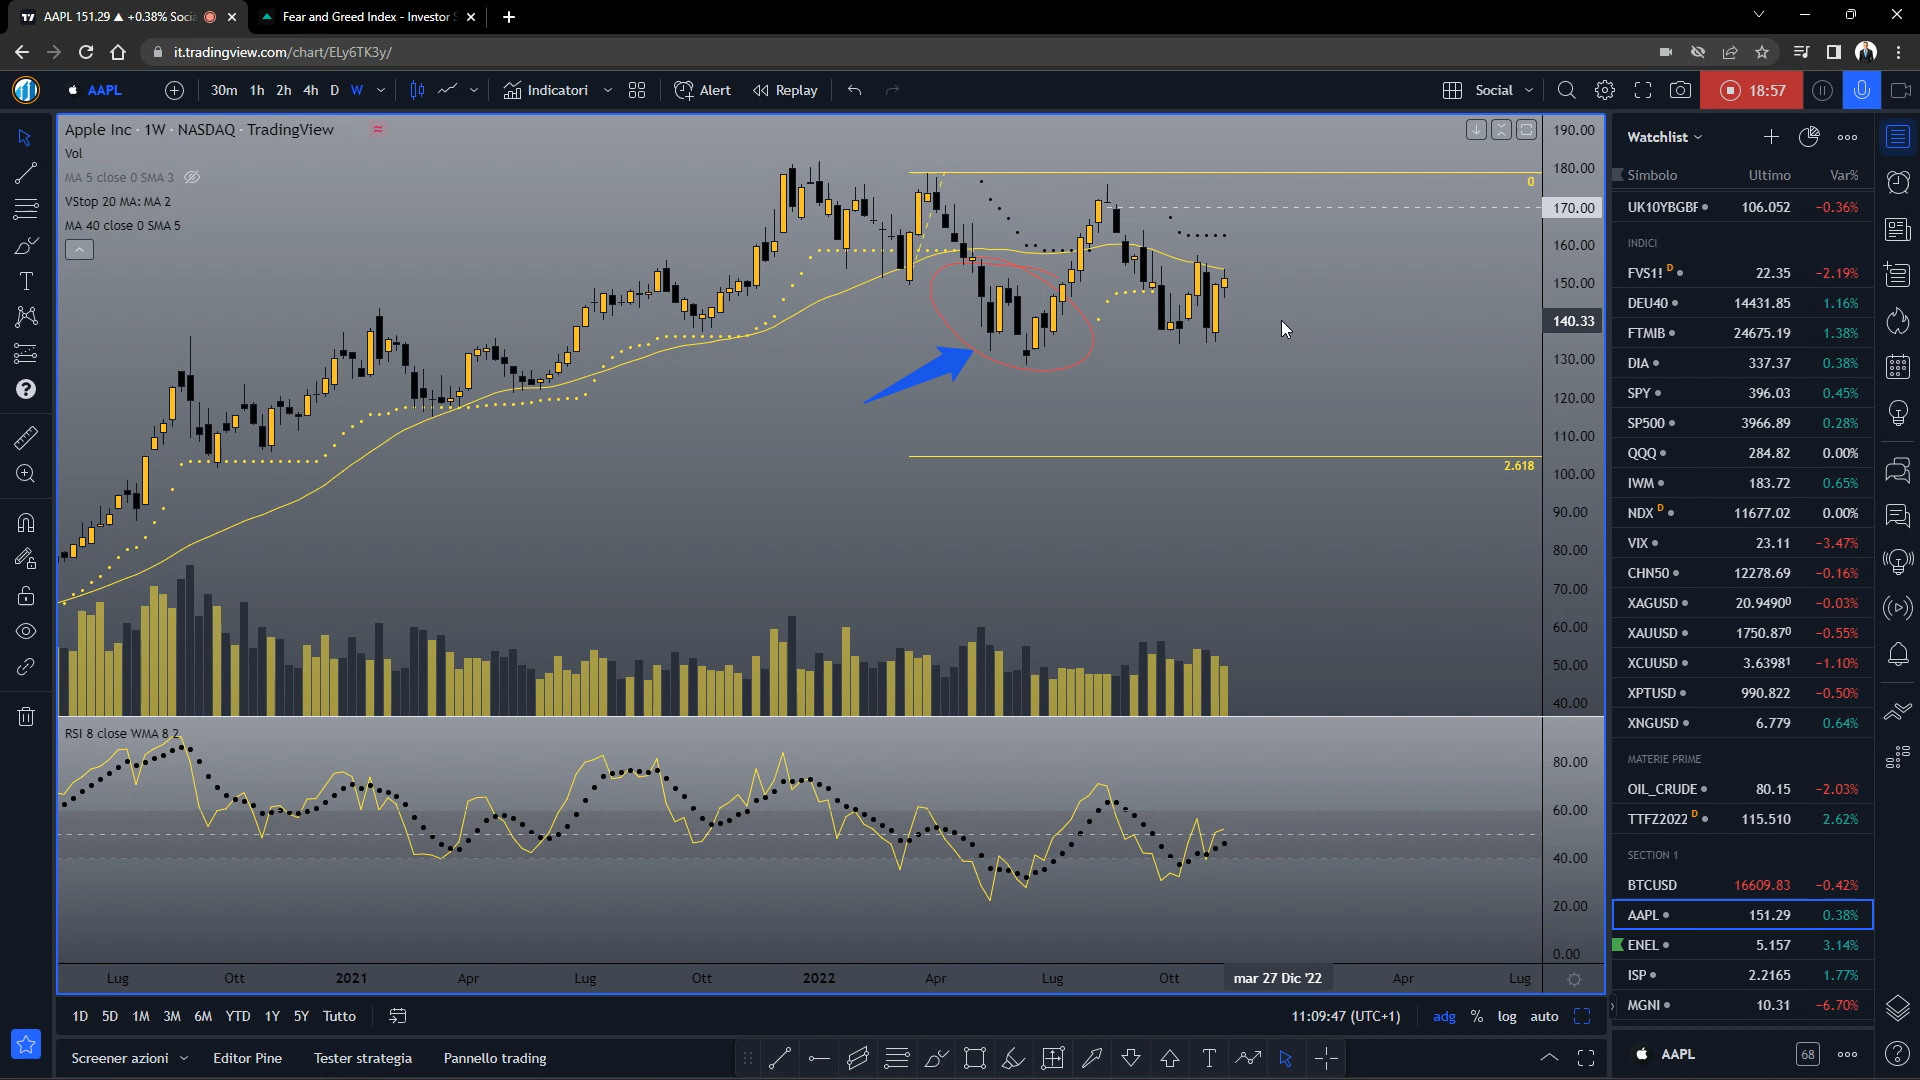 AAPL 151.29 ▲ +0.38% Socia
Fear and Greed Index - Investor S
it.tradingview.com/chart/ELy6TK3y/
AAPL 30m 1h 2h 4h D W Indicatori Alert Replay Social 18:57
Apple Inc · 1W · NASDAQ · TradingView
Vol
MA 5 close 0 SMA 3
VStop 20 MA: MA 2
MA 40 close 0 SMA 5
0
2.618
190.00
180.00
170.00
160.00
150.00
140.33
130.00
120.00
110.00
100.00
90.00
80.00
70.00
60.00
50.00
40.00
RSI 8 close WMA 8 2
80.00
60.00
40.00
20.00
0.00
Lug Ott 2021 Apr Lug Ott 2022 Apr Lug Ott mar 27 Dic '22 Apr Lug
1D 5D 1M 3M 6M YTD 1Y 5Y Tutto 11:09:47 (UTC+1) adg % log auto
Screener azioni Editor Pine Tester strategia Pannello trading
Watchlist
Simbolo Ultimo Var%
UK10YBGBF 106.052 −0.36%
INDICI
FVS1! D 22.35 −2.19%
DEU40 14431.85 1.16%
FTMIB 24675.19 1.38%
DIA 337.37 0.38%
SPY 396.03 0.45%
SP500 3966.89 0.28%
QQQ 284.82 0.00%
IWM 183.72 0.65%
NDX D 11677.02 0.00%
VIX 23.11 −3.47%
CHN50 12278.69 −0.16%
XAGUSD 20.9490 −0.03%
XAUUSD 1750.870 −0.55%
XCUUSD 3.63981 −1.10%
XPTUSD 990.822 −0.50%
XNGUSD 6.779 0.64%
MATERIE PRIME
OIL_CRUDE 80.15 −2.03%
TTFZ2022 D 115.510 2.62%
SECTION 1
BTCUSD 16609.83 −0.42%
AAPL 151.29 0.38%
ENEL 5.157 3.14%
ISP 2.2165 1.77%
MGNI 10.31 −6.70%
AAPL 68